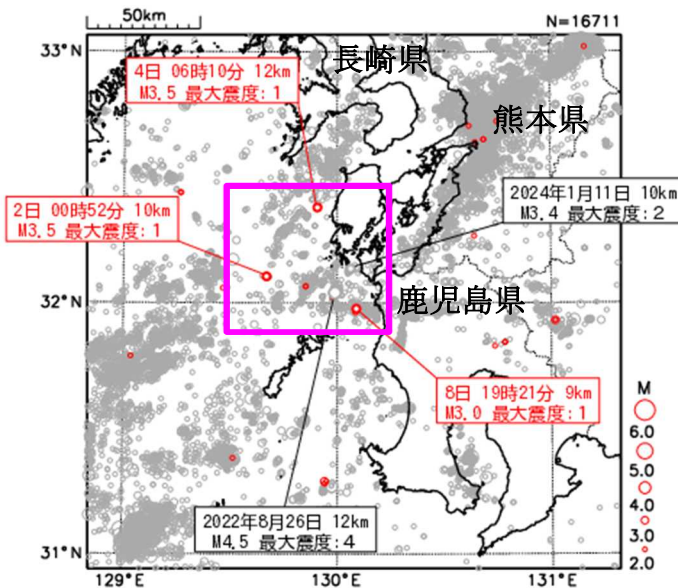 50km
N=16711
33°N
長崎県
4日 06時10分 12km
M3.5 最大震度:1
熊本県
2024年1月11日 10km
M3.4 最大震度:2
2日 00時52分 10km
M3.5 最大震度:1
32°N
鹿児島県
8日 19時21分 9km
M3.0 最大震度:1
M
6.0
5.0
4.0
3.0
2.0
2022年8月26日 12km
M4.5 最大震度:4
31°N
129°E
130°E
131°E